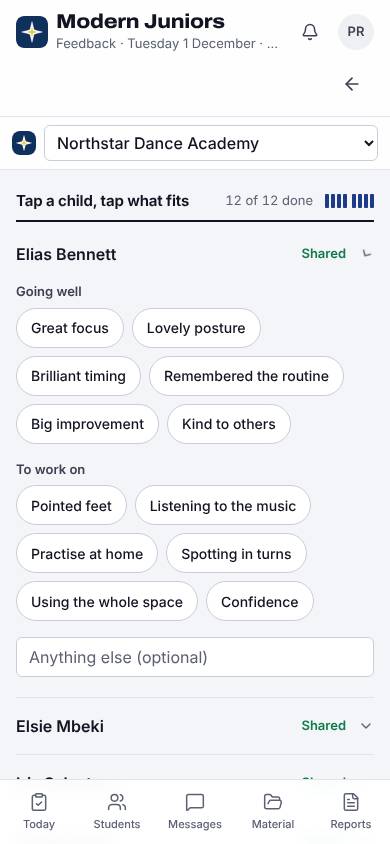 Modern Juniors
Feedback · Tuesday 1 December · ...
PR
Northstar Dance Academy
Tap a child, tap what fits
12 of 12 done
Elias Bennett
Shared
Going well
Great focus
Lovely posture
Brilliant timing
Remembered the routine
Big improvement
Kind to others
To work on
Pointed feet
Listening to the music
Practise at home
Spotting in turns
Using the whole space
Confidence
Anything else (optional)
Elsie Mbeki
Shared
Today
Students
Messages
Material
Reports